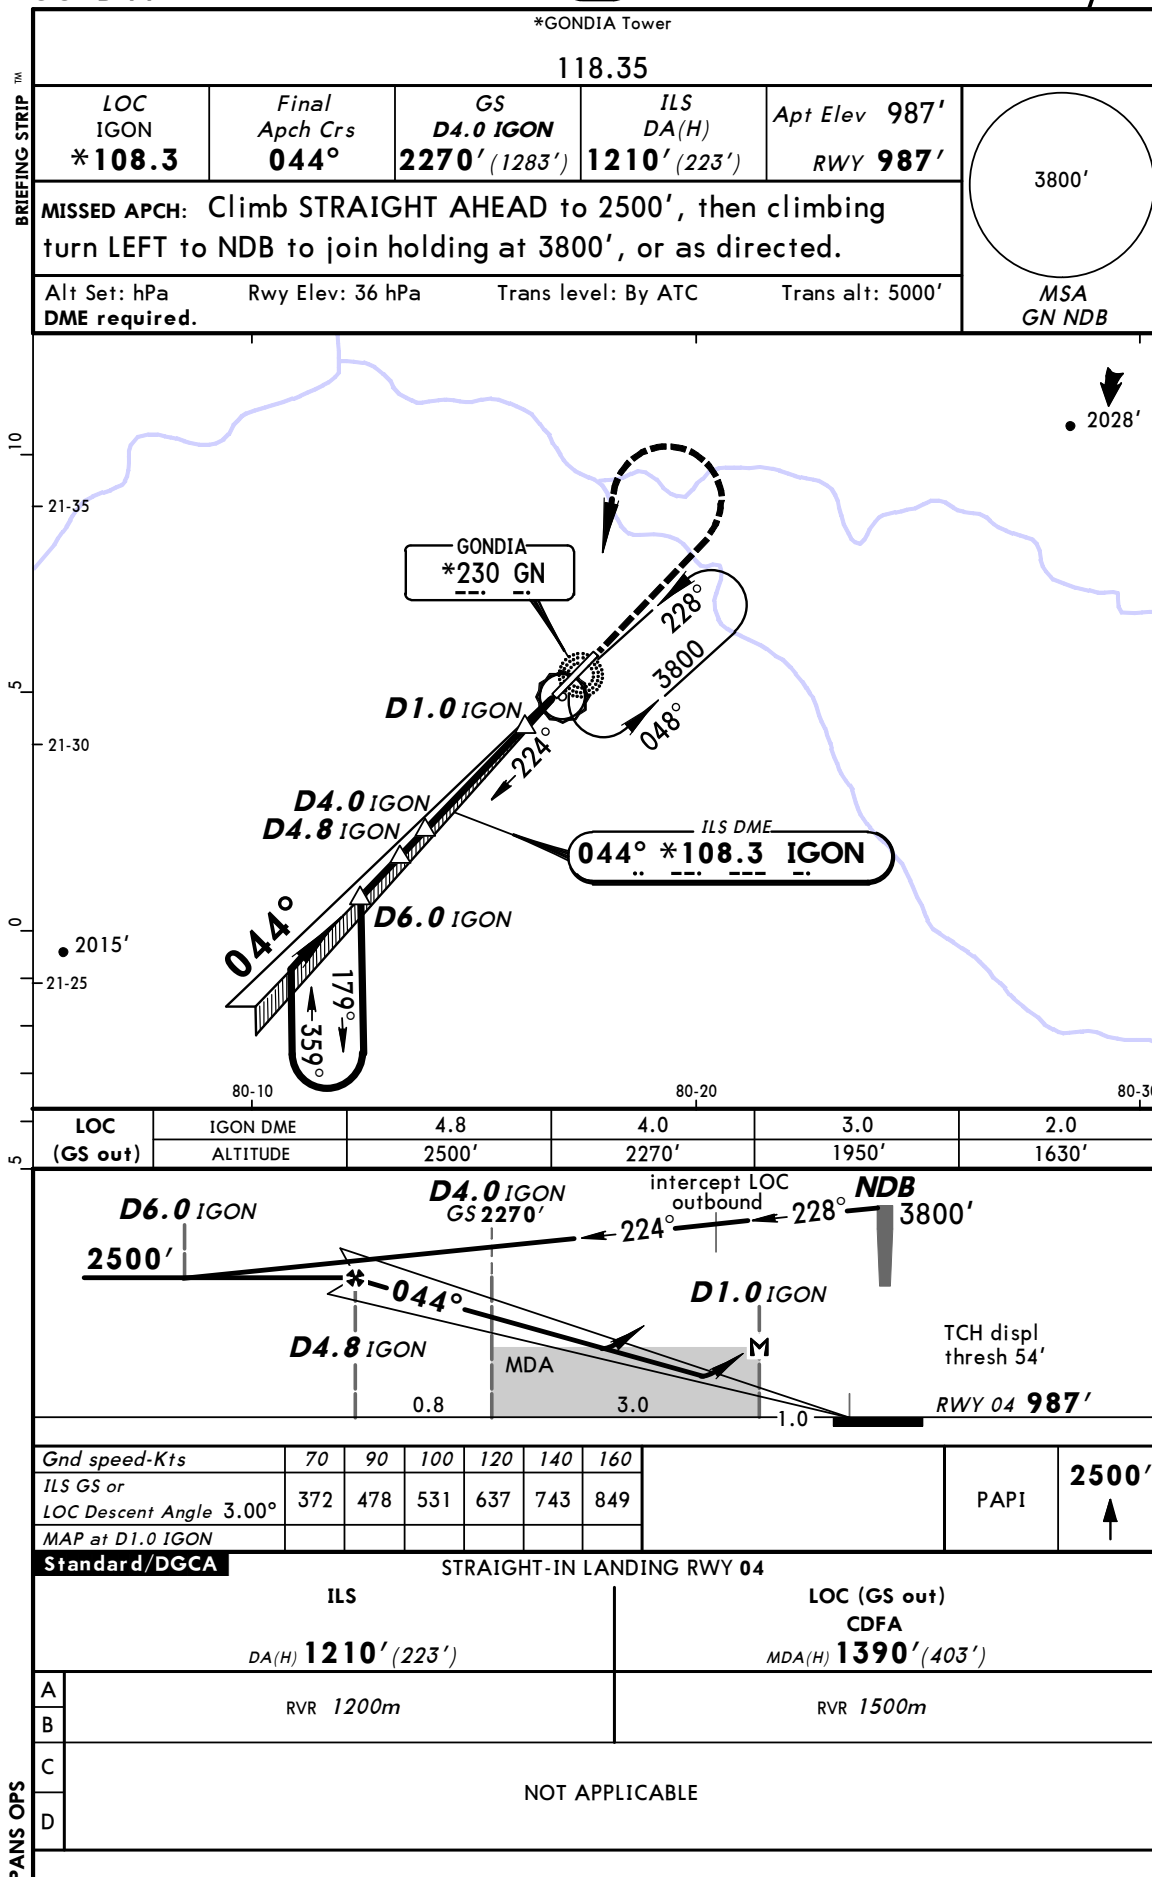 *GONDIA Tower
118.35
BRIEFING STRIP ™
LOC
IGON
*108.3
Final
Apch Crs
044°
GS
D4.0 IGON
2270' (1283')
ILS
DA(H)
1210' (223')
Apt Elev 987'
RWY 987'
3800'
MSA
GN NDB
MISSED APCH: Climb STRAIGHT AHEAD to 2500', then climbing
turn LEFT to NDB to join holding at 3800', or as directed.
Alt Set: hPa Rwy Elev: 36 hPa Trans level: By ATC Trans alt: 5000'
DME required.
2028'
10
21-35
GONDIA
*230 GN
228°
3800
048°
5
D1.0 IGON
21-30
224°
D4.0 IGON
D4.8 IGON
ILS DME
044° *108.3 IGON
D6.0 IGON
044°
0
2015'
21-25
179°
359°
80-10
80-20
80-30
5
LOC
(GS out)
IGON DME 4.8 4.0 3.0 2.0
ALTITUDE 2500' 2270' 1950' 1630'
D6.0 IGON
D4.0 IGON
GS 2270'
intercept LOC
outbound
NDB
3800'
224°
228°
2500'
044°
D1.0 IGON
D4.8 IGON
MDA
M
TCH displ
thresh 54'
0.8
3.0
1.0
RWY 04 987'
Gnd speed-Kts 70 90 100 120 140 160
ILS GS or
LOC Descent Angle 3.00° 372 478 531 637 743 849
MAP at D1.0 IGON
PAPI
2500'
Standard/DGCA
STRAIGHT-IN LANDING RWY 04
ILS
DA(H) 1210' (223')
LOC (GS out)
CDFA
MDA(H) 1390' (403')
A
B
RVR 1200m
RVR 1500m
C
D
NOT APPLICABLE
PANS OPS